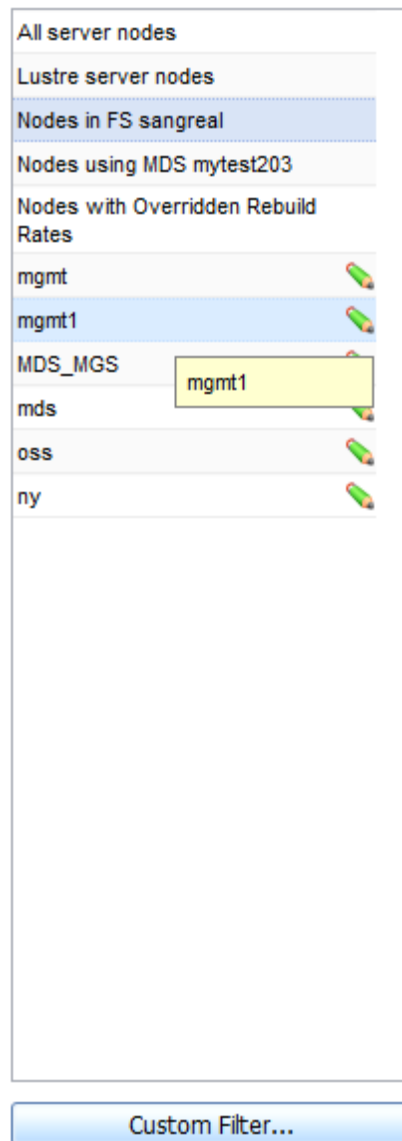 All server nodes
Lustre server nodes
Nodes in FS sangreal
Nodes using MDS mytest203
Nodes with Overridden Rebuild
Rates
mgmt
mgmt1
MDS_MGS
mgmt1
mds
oss
ny
Custom Filter...